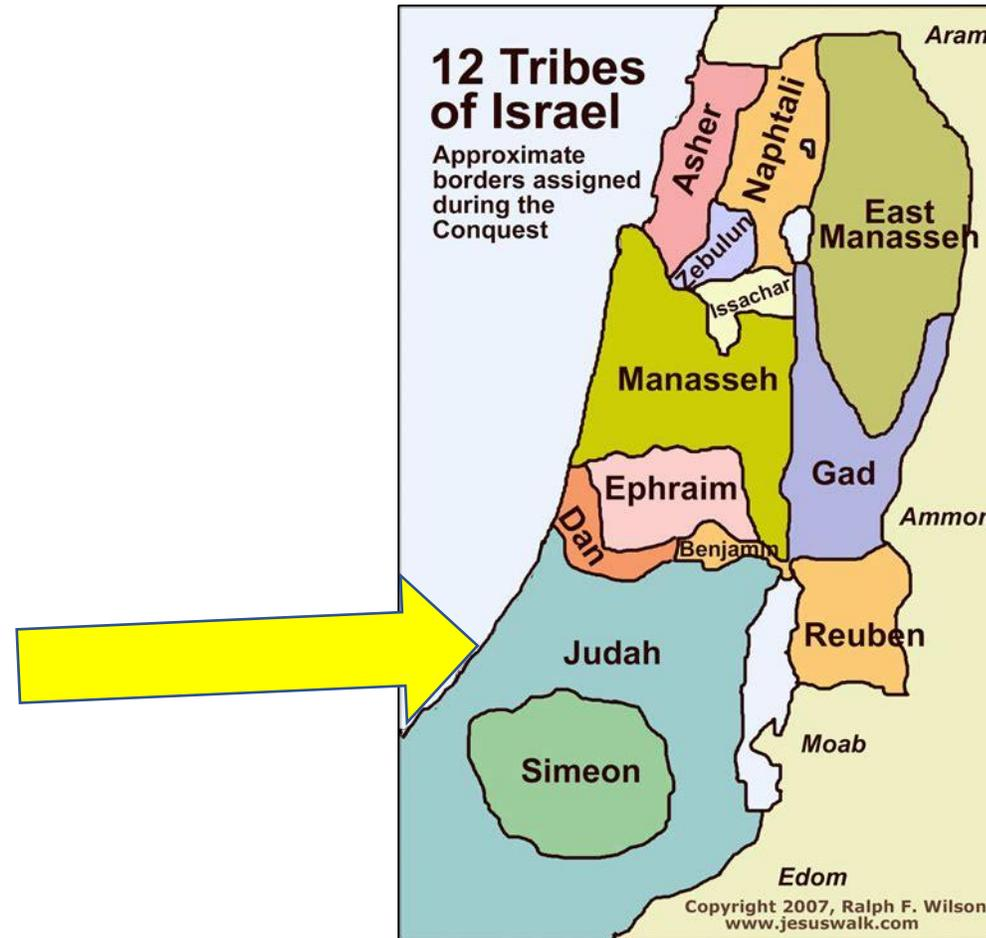 12 Tribes
of Israel
Approximate
borders assigned
during the
Conquest
Aram
Asher
Naphtali
Zebulun
East
Manasseh
Issachar
Manasseh
Ephraim
Gad
Dan
Benjamin
Ammon
Judah
Reuben
Simeon
Moab
Edom
Copyright 2007, Ralph F. Wilson
www.jesuswalk.com